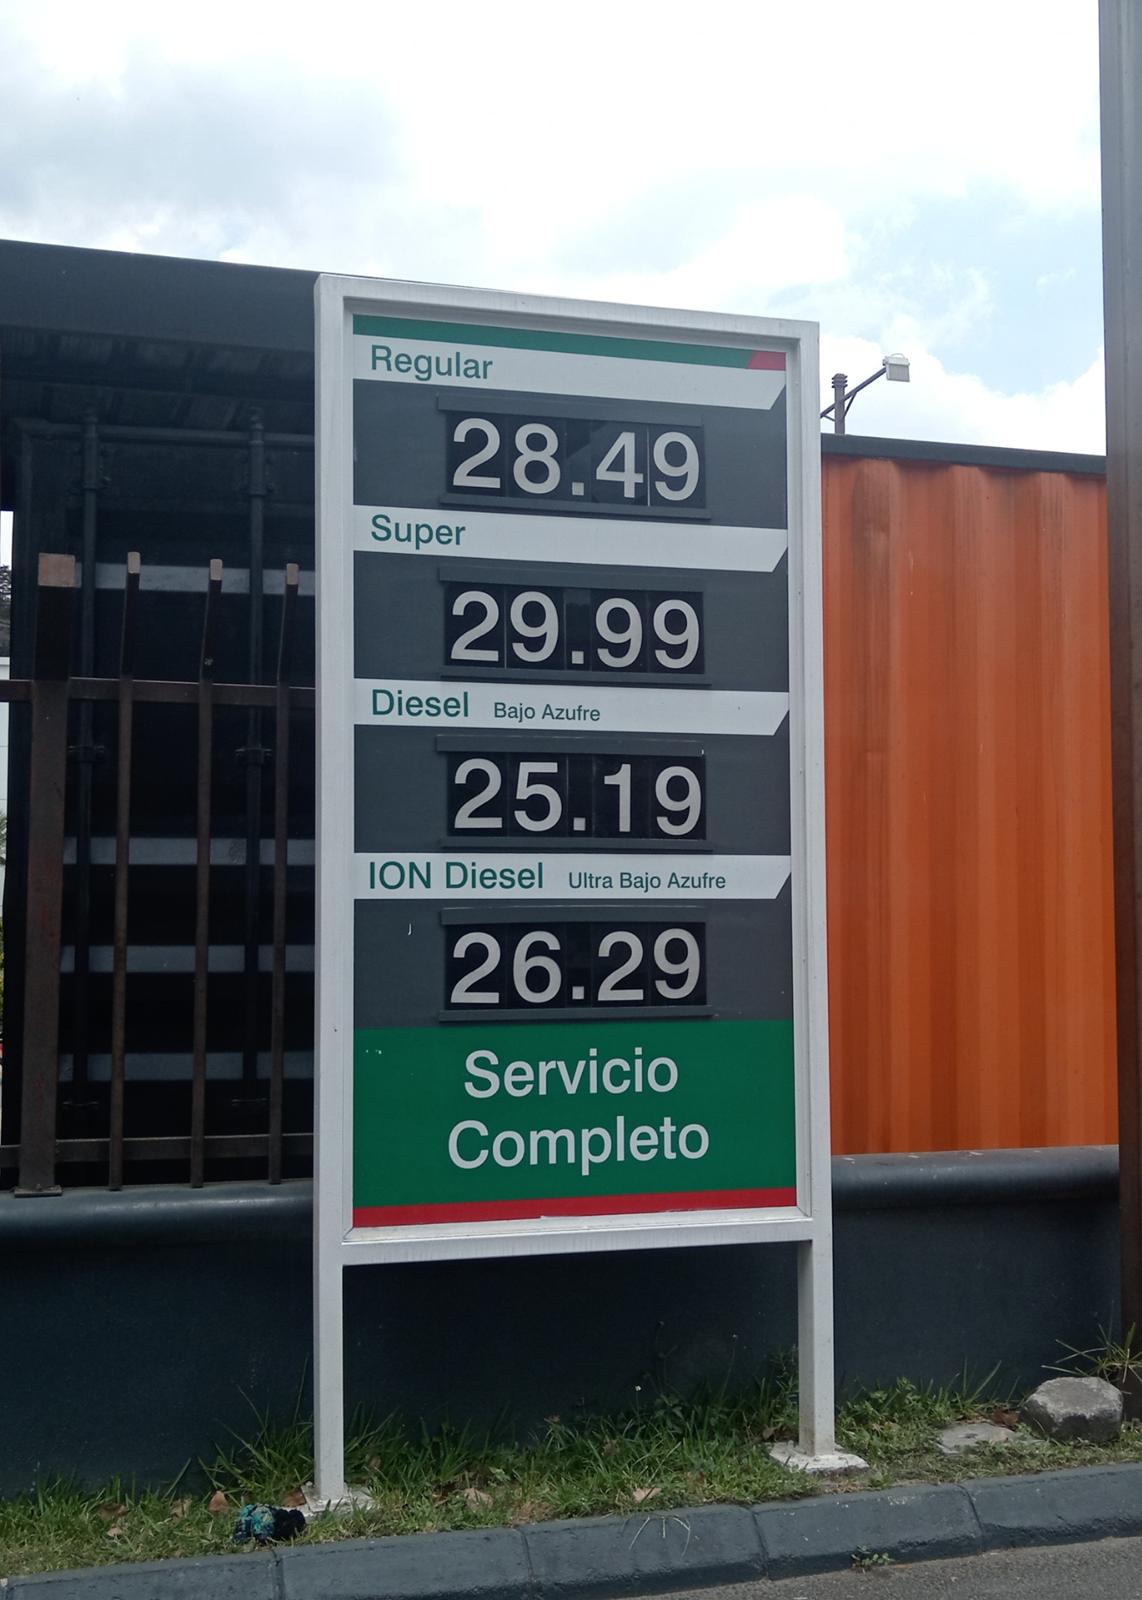 Regular
28.49
Super
29.99
Diesel Bajo Azufre
25.19
ION Diesel Ultra Bajo Azufre
26.29
Servicio
Completo